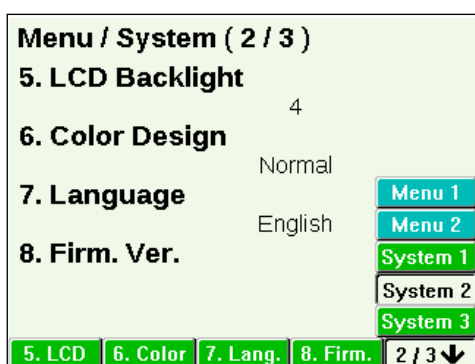 Menu / System ( 2 / 3 )
5. LCD Backlight
4
6. Color Design
Normal
7. Language
English
8. Firm. Ver.
Menu 1
Menu 2
System 1
System 2
System 3
5. LCD
6. Color
7. Lang.
8. Firm.
2 / 3 ↓